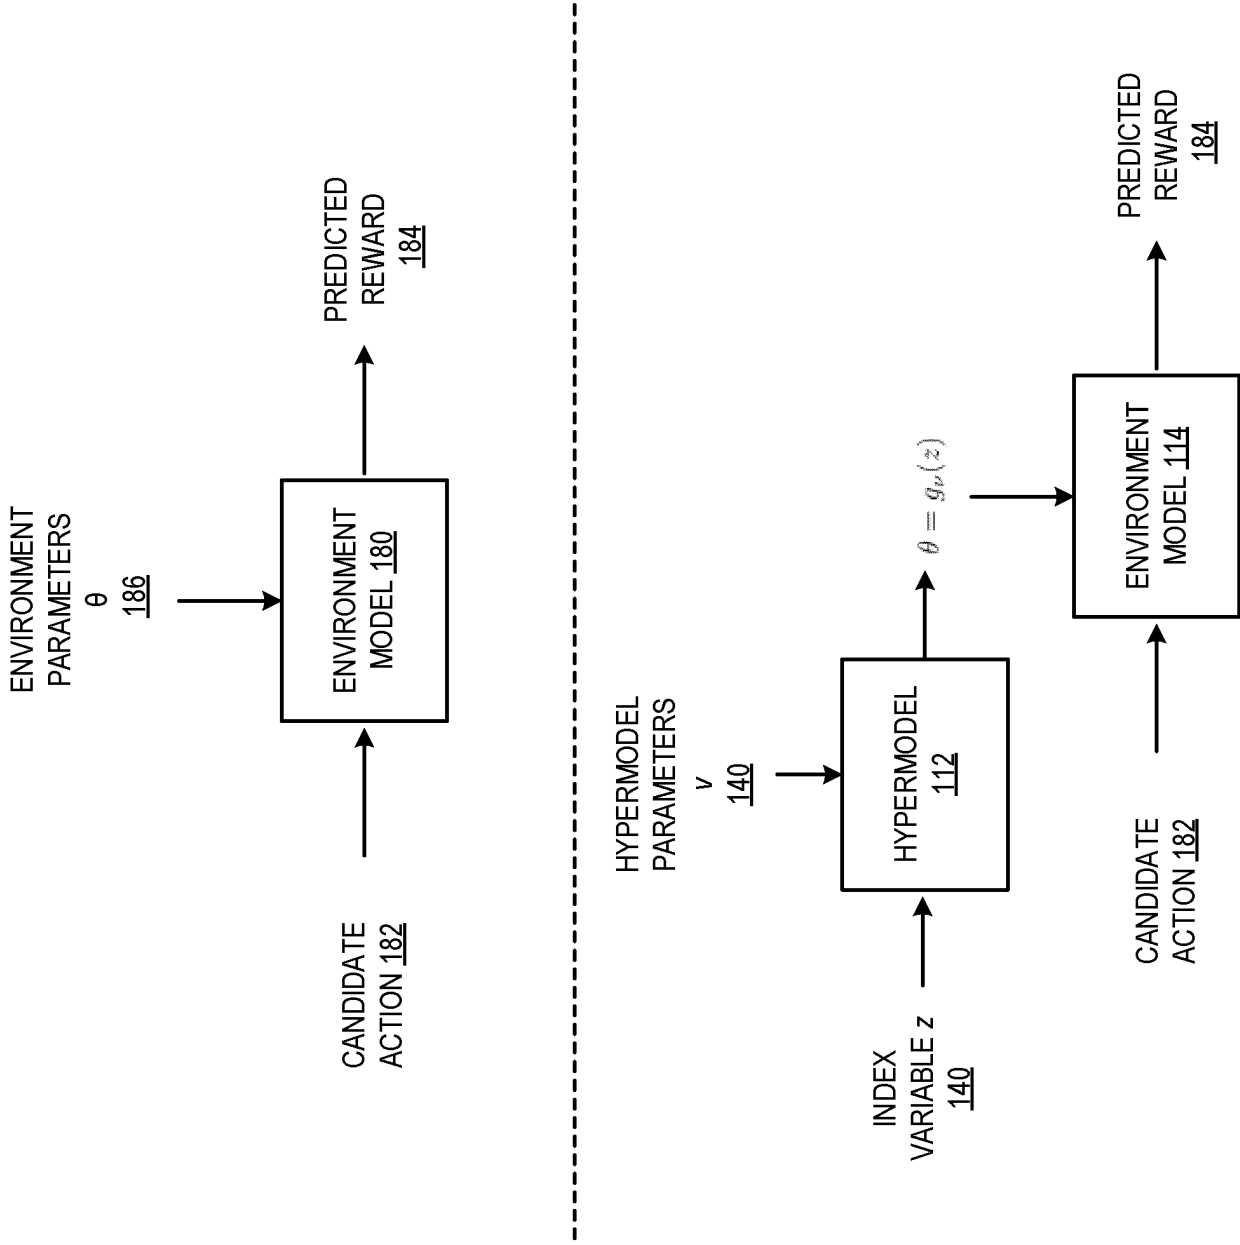 ENVIRONMENT
PARAMETERS
θ
186
CANDIDATE
ACTION 182
ENVIRONMENT
MODEL 180
PREDICTED
REWARD
184
HYPERMODEL
PARAMETERS
ν
140
INDEX
VARIABLE z
140
HYPERMODEL
112
θ = gν(z)
CANDIDATE
ACTION 182
ENVIRONMENT
MODEL 114
PREDICTED
REWARD
184